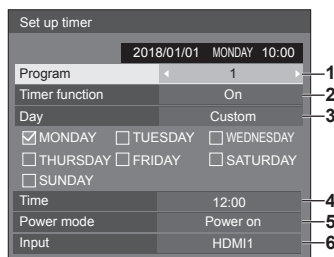 Set up timer
2018/01/01 MONDAY 10:00
Program 1 1
Timer function On 2
Day Custom 3
MONDAY TUESDAY WEDNESDAY
THURSDAY FRIDAY SATURDAY
SUNDAY
Time 12:00 4
Power mode Power on 5
Input HDMI1 6